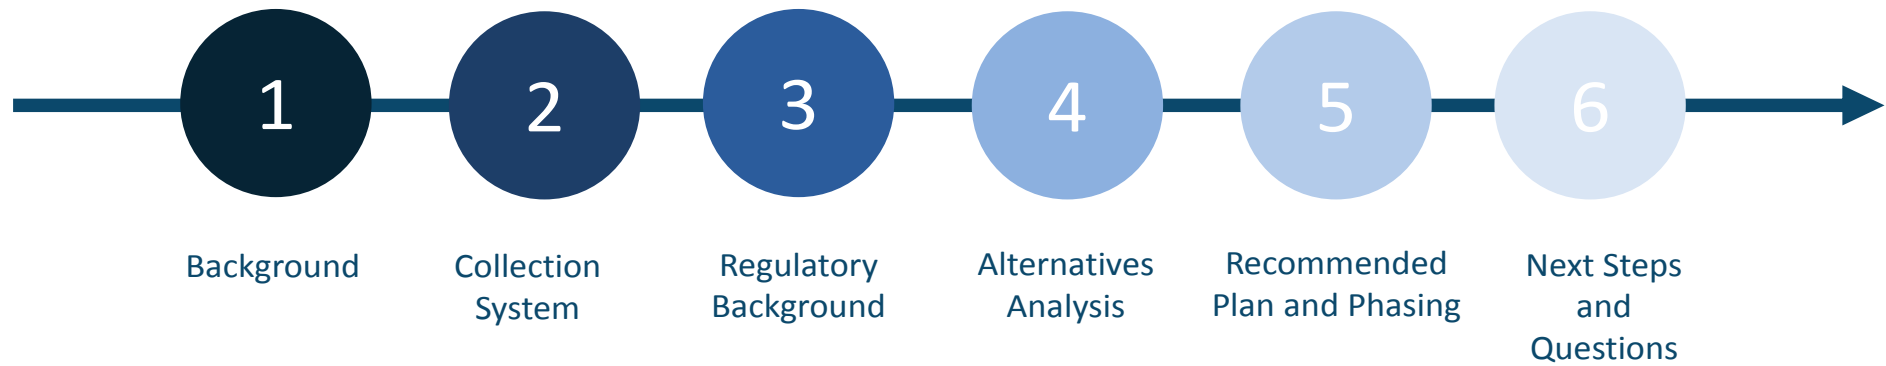 1
2
3
4
5
6
Background
Collection
System
Regulatory
Background
Alternatives
Analysis
Recommended
Plan and Phasing
Next Steps
and
Questions